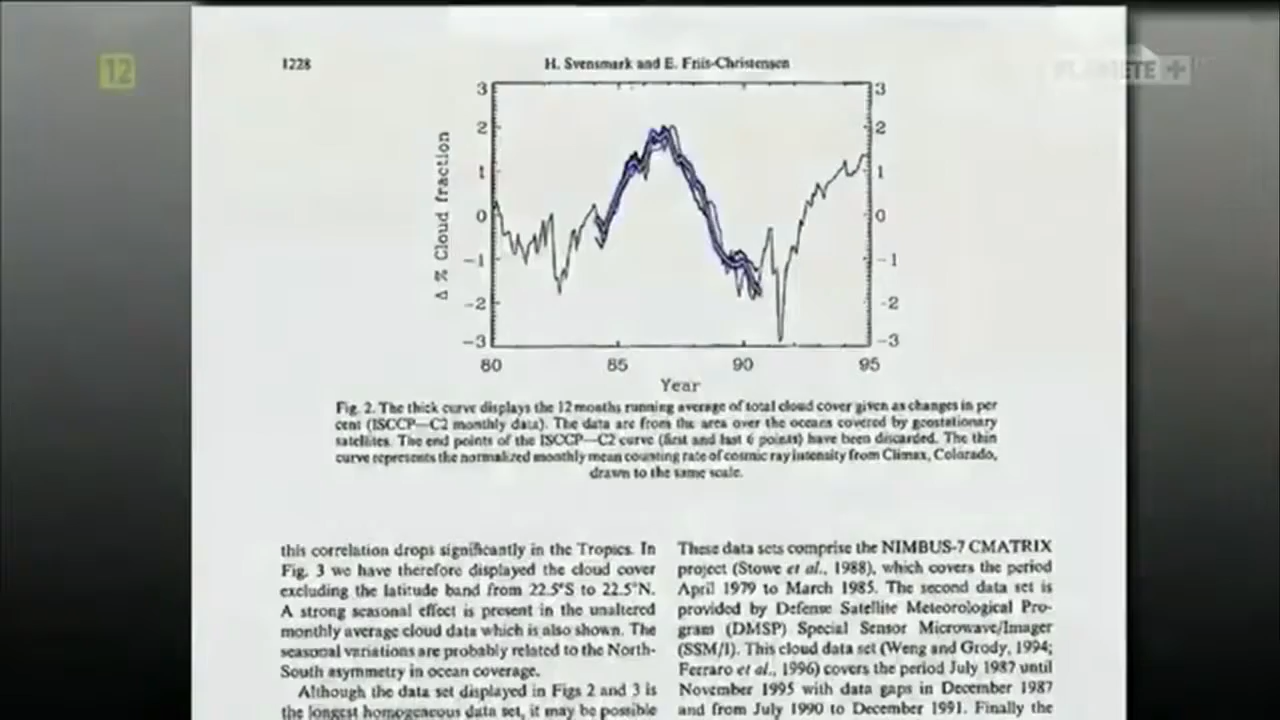 12
PLANETE +
1228
H. Svensmark and E. Friis-Christensen
3
3
2
2
1
1
0
0
-1
-1
-2
-2
-3
-3
Δ % Cloud fraction
80
85
90
95
Year
Fig. 2. The thick curve displays the 12 months running average of total cloud cover given as changes in per
cent (ISCCP—C2 monthly data). The data are from the area over the oceans covered by geostationary
satellites. The end points of the ISCCP—C2 curve (first and last 6 points) have been discarded. The thin
curve represents the normalized monthly mean counting rate of cosmic ray intensity from Climax, Colorado,
drawn to the same scale.
this correlation drops significantly in the Tropics. In
Fig. 3 we have therefore displayed the cloud cover
excluding the latitude band from 22.5°S to 22.5°N.
A strong seasonal effect is present in the unaltered
monthly average cloud data which is also shown. The
seasonal variations are probably related to the North-
South asymmetry in ocean coverage.
Although the data set displayed in Figs 2 and 3 is
the longest homogeneous data set, it may be possible
These data sets comprise the NIMBUS-7 CMATRIX
project (Stowe et al., 1988), which covers the period
April 1979 to March 1985. The second data set is
provided by Defense Satellite Meteorological Pro-
gram (DMSP) Special Sensor Microwave/Imager
(SSM/I). This cloud data set (Weng and Grody, 1994;
Ferraro et al., 1996) covers the period July 1987 until
November 1995 with data gaps in December 1987
and from July 1990 to December 1991. Finally the